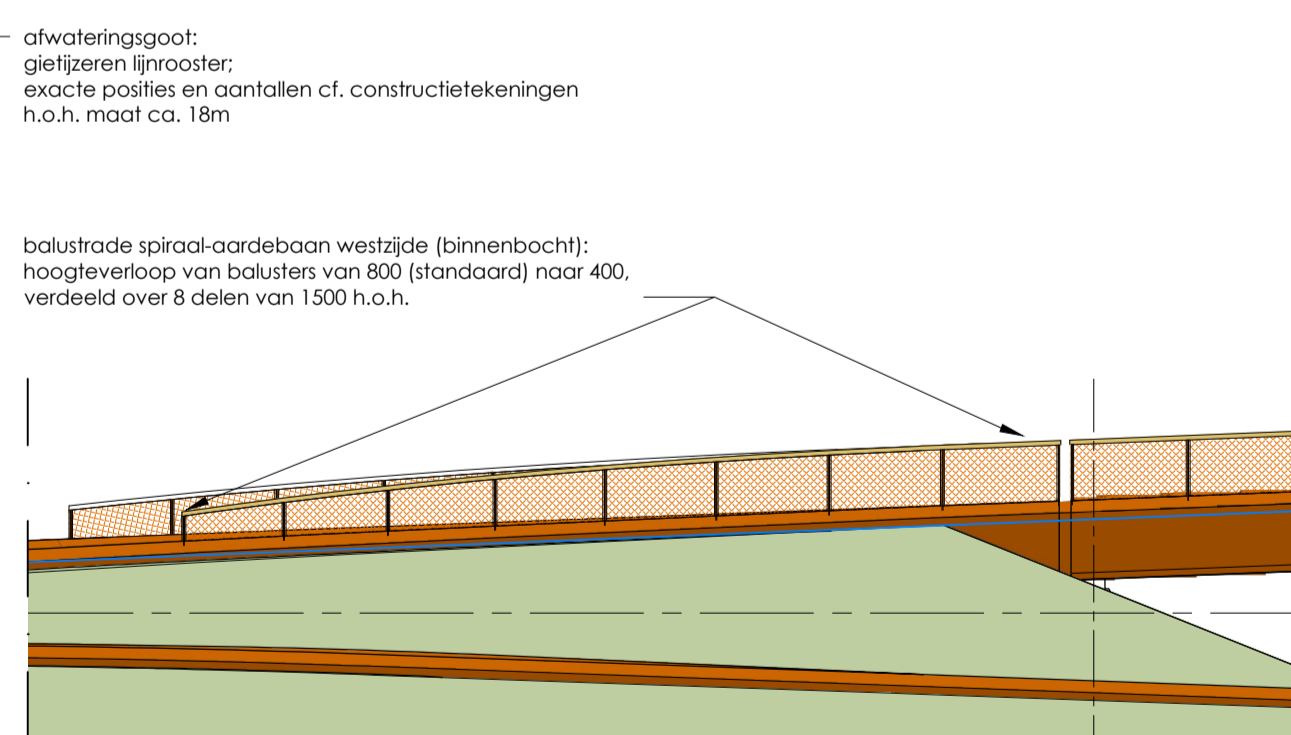 afwateringsgoot:
gietijzeren lijnrooster;
exacte posities en aantallen cf. constructietekeningen
h.o.h. maat ca. 18m
balustrade spiraal-aardebaan westzijde (binnenbocht):
hoogteverloop van balusters van 800 (standaard) naar 400,
verdeeld over 8 delen van 1500 h.o.h.